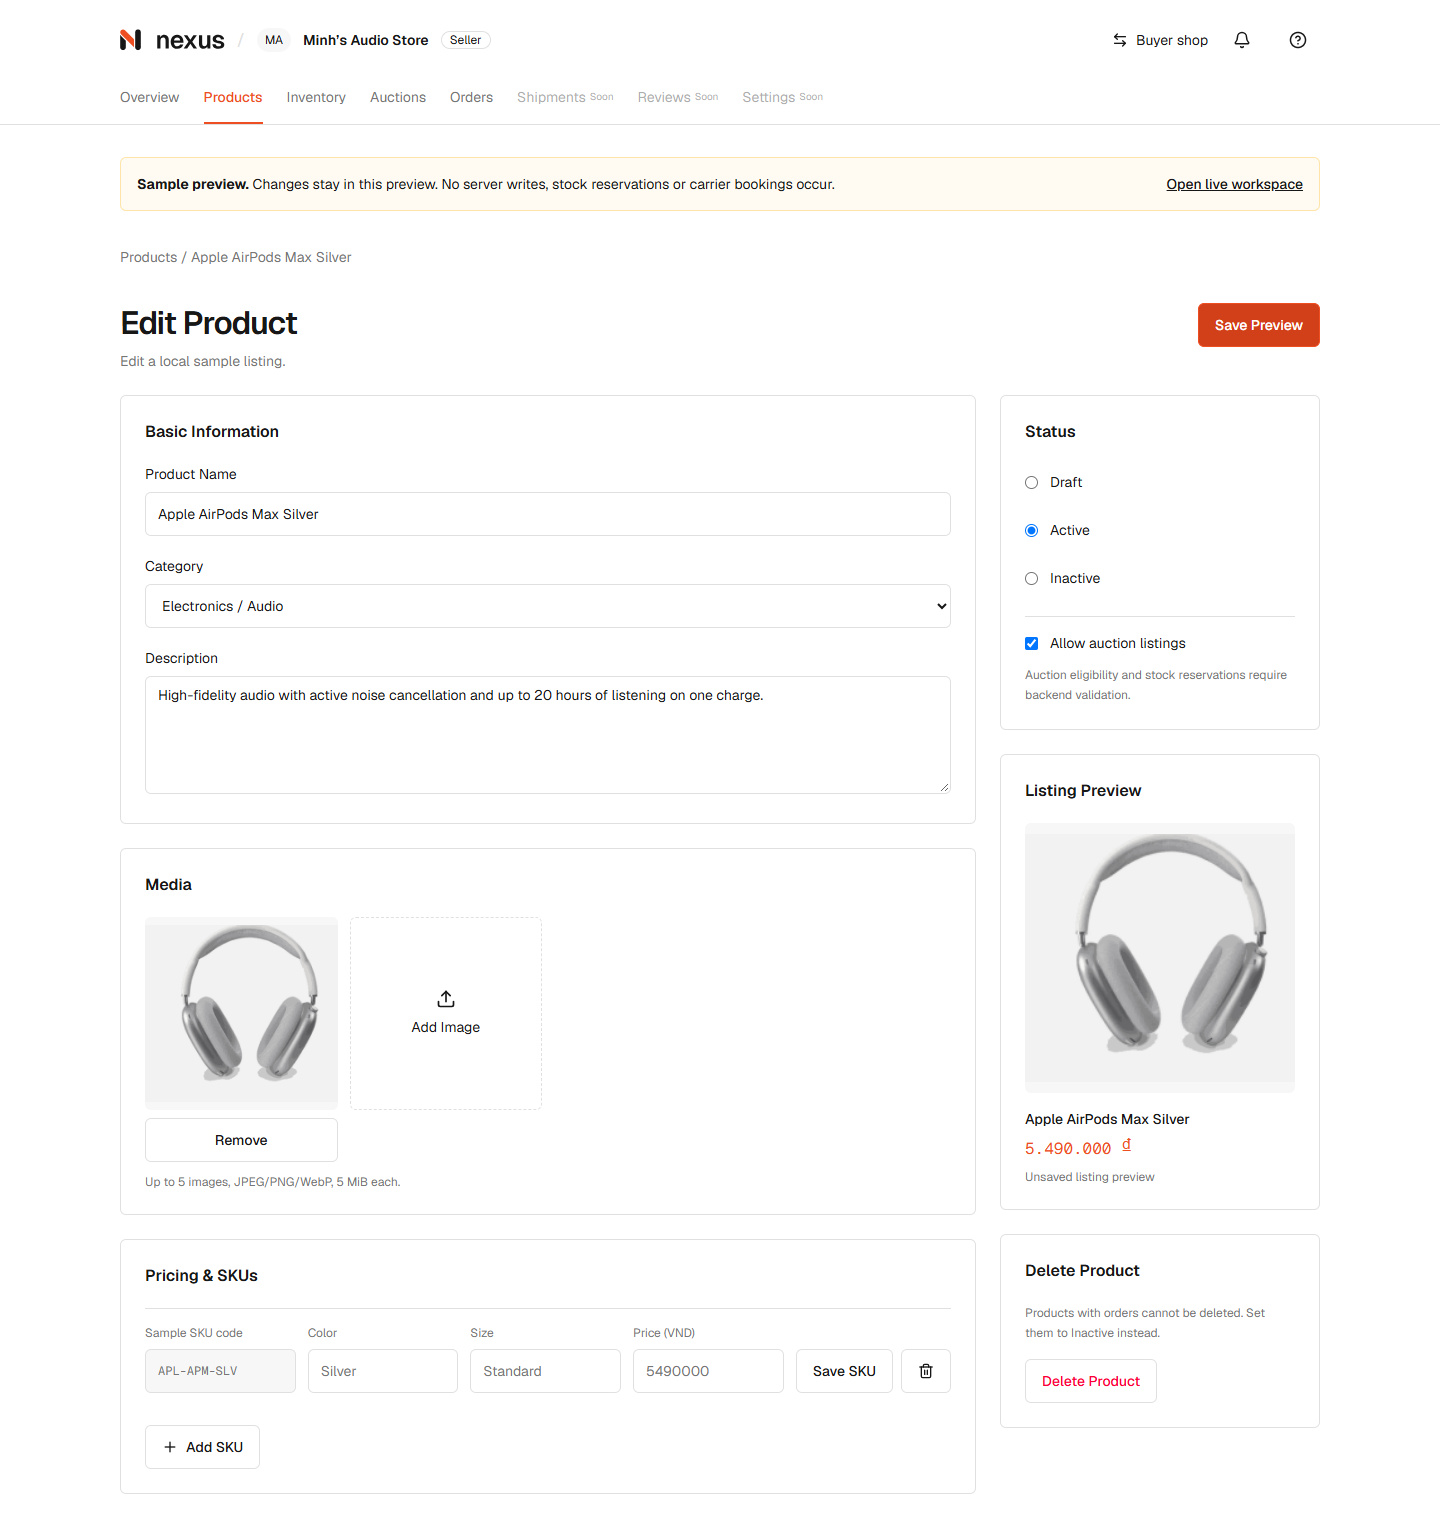 nexus / MA Minh's Audio Store Seller
Buyer shop
Overview Products Inventory Auctions Orders Shipments Soon Reviews Soon Settings Soon
Sample preview. Changes stay in this preview. No server writes, stock reservations or carrier bookings occur.
Open live workspace
Products / Apple AirPods Max Silver
Edit Product
Save Preview
Edit a local sample listing.
Basic Information
Product Name
Apple AirPods Max Silver
Category
Electronics / Audio
Description
High-fidelity audio with active noise cancellation and up to 20 hours of listening on one charge.
Media
Add Image
Remove
Up to 5 images, JPEG/PNG/WebP, 5 MiB each.
Pricing & SKUs
Sample SKU code Color Size Price (VND)
APL-APM-SLV Silver Standard 5490000 Save SKU
+ Add SKU
Status
Draft
Active
Inactive
Allow auction listings
Auction eligibility and stock reservations require
backend validation.
Listing Preview
Apple AirPods Max Silver
5.490.000 ₫
Unsaved listing preview
Delete Product
Products with orders cannot be deleted. Set
them to Inactive instead.
Delete Product